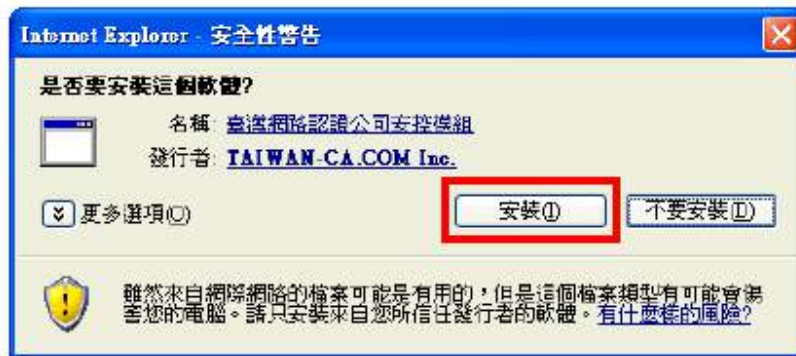 Internet Explorer - 安全性警告
是否要安裝這個軟體?
名稱: 臺灣網路認證公司安控模組
發行者: TAIWAN-CA.COM Inc.
更多選項(O)
安裝(I)
不要安裝(D)
雖然來自網際網路的檔案可能是有用的，但是這個檔案類型有可能會傷
害您的電腦。請只安裝來自您所信任發行者的軟體。有什麼樣的風險?